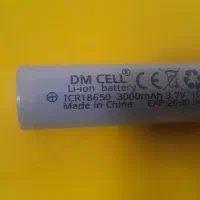 DM CELL®
Li-ion battery
ICR18650 3000mAh 3.7V
Made in China